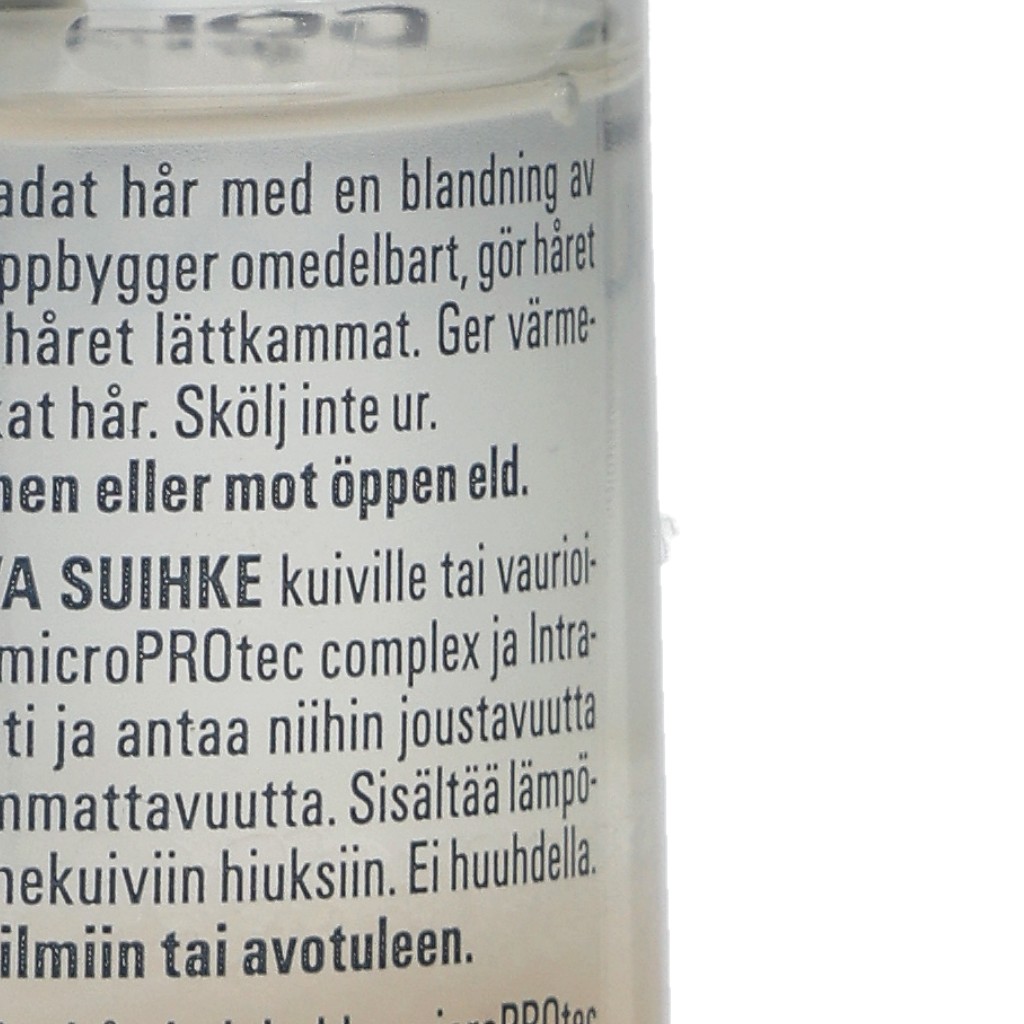 adat hår med en blandning av
ppbygger omedelbart, gör håret
håret lättkammat. Ger värme-
kat hår. Skölj inte ur.
nen eller mot öppen eld.
VA SUIHKE kuiville tai vaurioi-
microPROtec complex ja Intra-
ti ja antaa niihin joustavuutta
mmattavuutta. Sisältää lämpö-
nekuiviin hiuksiin. Ei huuhdella.
ilmiin tai avotuleen.